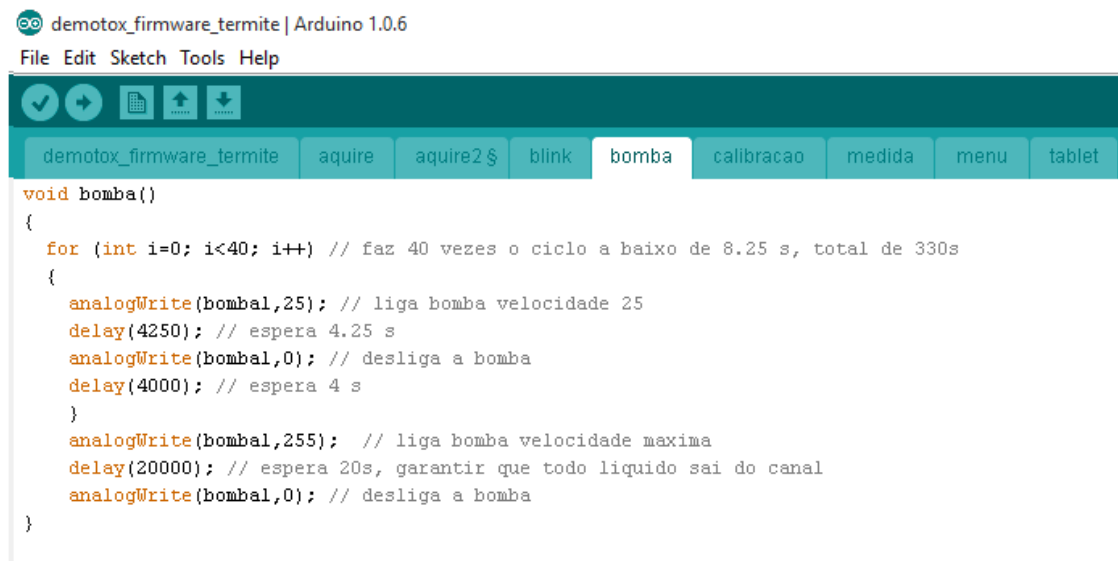 demotox_firmware_termite | Arduino 1.0.6
File Edit Sketch Tools Help
demotox_firmware_termite aquire aquire2 § blink bomba calibracao medida menu tablet
void bomba()
{
  for (int i=0; i<40; i++) // faz 40 vezes o ciclo a baixo de 8.25 s, total de 330s
  {
    analogWrite(bomba1,25); // liga bomba velocidade 25
    delay(4250); // espera 4.25 s
    analogWrite(bomba1,0); // desliga a bomba
    delay(4000); // espera 4 s
    }
    analogWrite(bomba1,255);  // liga bomba velocidade maxima
    delay(20000); // espera 20s, garantir que todo liquido sai do canal
    analogWrite(bomba1,0); // desliga a bomba
}